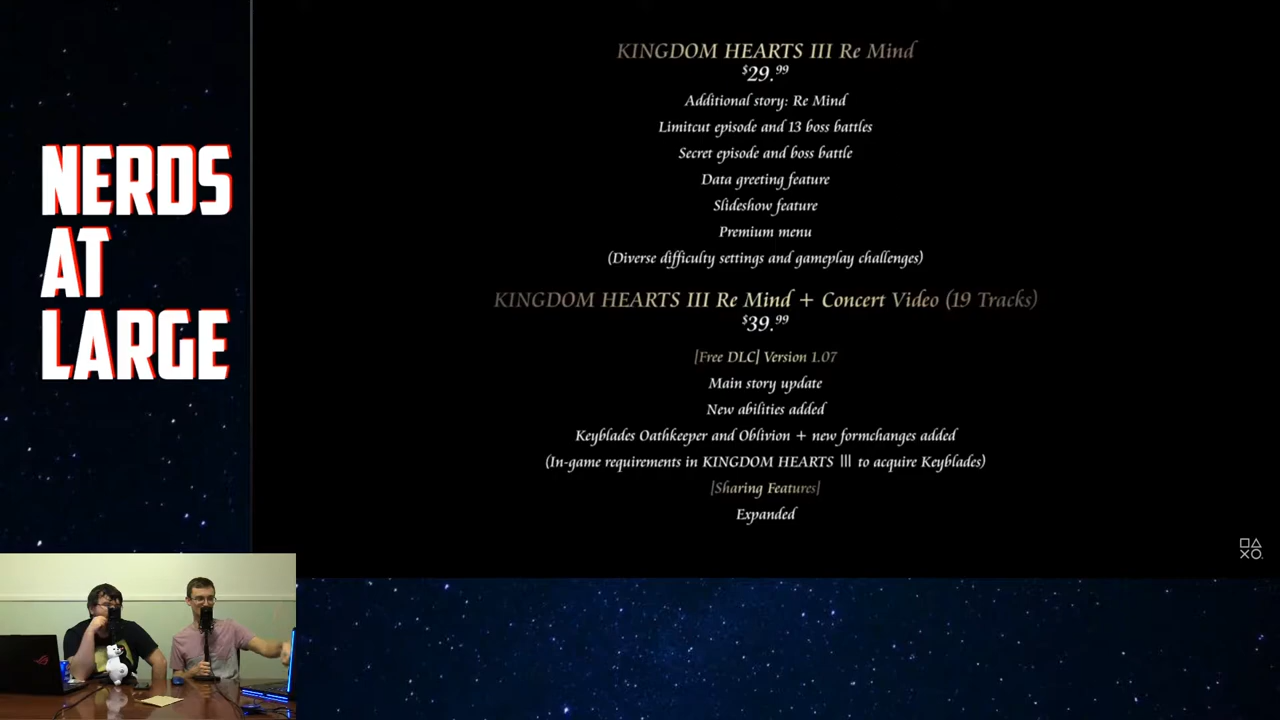 NERDS
AT
LARGE
KINGDOM HEARTS III Re Mind
$29.99
Additional story: Re Mind
Limitcut episode and 13 boss battles
Secret episode and boss battle
Data greeting feature
Slideshow feature
Premium menu
(Diverse difficulty settings and gameplay challenges)
KINGDOM HEARTS III Re Mind + Concert Video (19 Tracks)
$39.99
[Free DLC] Version 1.07
Main story update
New abilities added
Keyblades Oathkeeper and Oblivion + new formchanges added
(In-game requirements in KINGDOM HEARTS III to acquire Keyblades)
[Sharing Features]
Expanded